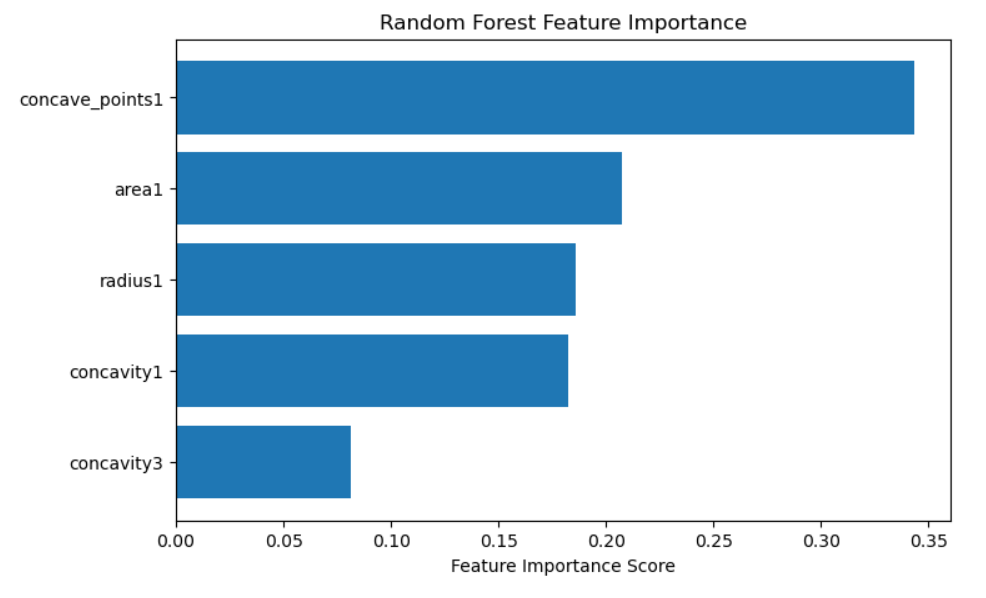 Random Forest Feature Importance
concave_points1
area1
radius1
concavity1
concavity3
0.00 0.05 0.10 0.15 0.20 0.25 0.30 0.35
Feature Importance Score